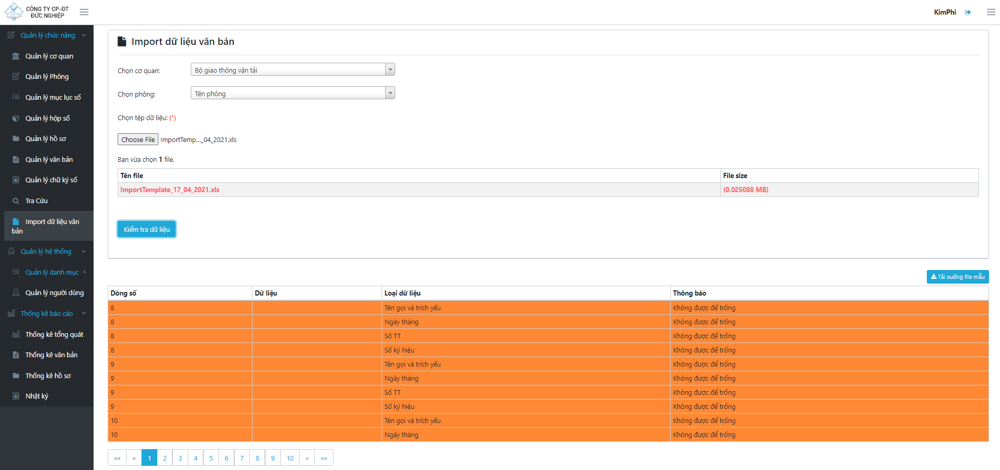 CÔNG TY CP-ĐT
ĐỨC NGHIỆP
KimPhi
Quản lý chức năng
Quản lý cơ quan
Quản lý Phông
Quản lý mục lục số
Quản lý hộp số
Quản lý hồ sơ
Quản lý văn bản
Quản lý chữ ký số
Tra Cứu
Import dữ liệu văn
bản
Quản lý hệ thống
Quản lý danh mục
Quản lý người dùng
Thống kê báo cáo
Thống kê tổng quát
Thống kê văn bản
Thống kê hồ sơ
Nhật ký
Import dữ liệu văn bản
Chọn cơ quan: Bộ giao thông vận tải
Chọn phông: Tên phông
Chọn tệp dữ liệu: (*)
Choose File ImportTemp..._04_2021.xls
Bạn vừa chọn 1 file.
Tên file File size
ImportTemplate_17_04_2021.xls (0.025088 MB)
Kiểm tra dữ liệu
Tải xuống file mẫu
Dòng số Dữ liệu Loại dữ liệu Thông báo
8 Tên gọi và trích yếu Không được để trống
8 Ngày tháng Không được để trống
8 Số TT Không được để trống
8 Số ký hiệu Không được để trống
9 Tên gọi và trích yếu Không được để trống
9 Ngày tháng Không được để trống
9 Số TT Không được để trống
9 Số ký hiệu Không được để trống
10 Tên gọi và trích yếu Không được để trống
10 Ngày tháng Không được để trống
«« « 1 2 3 4 5 6 7 8 9 10 » »»